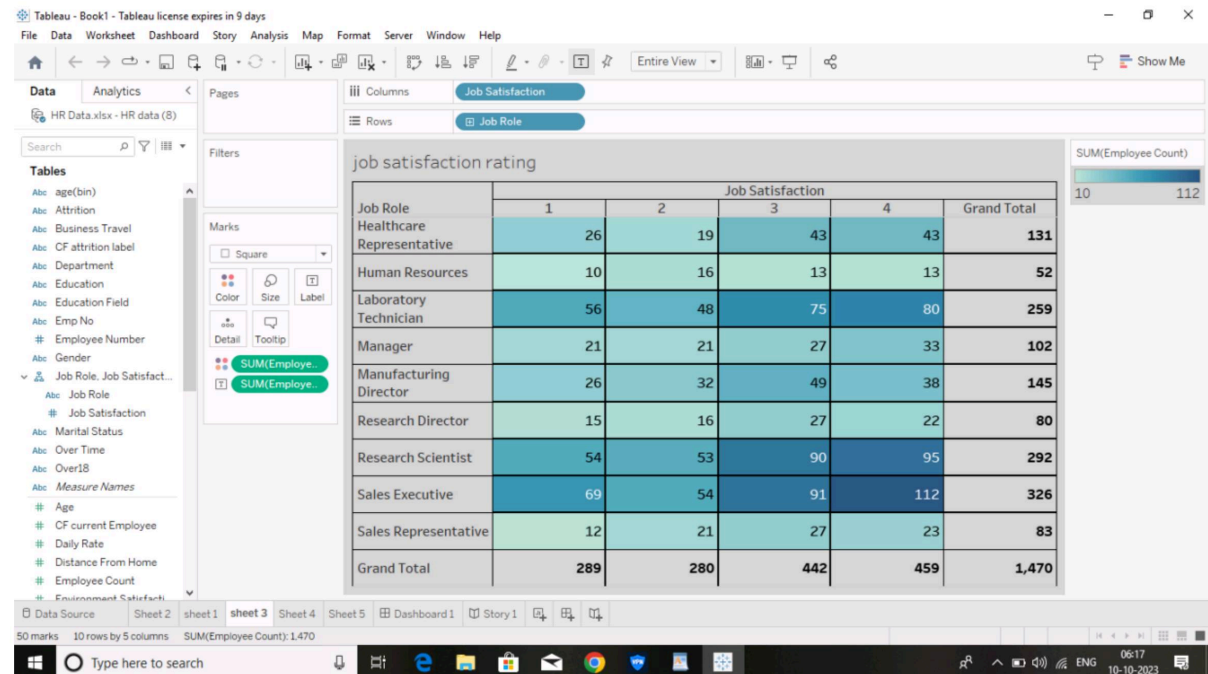 Tableau - Book1 - Tableau license expires in 9 days
File Data Worksheet Dashboard Story Analysis Map Format Server Window Help
Entire View
Show Me
Data Analytics
HR Data.xlsx - HR data (8)
Search
Tables
Abc age(bin)
Abc Attrition
Abc Business Travel
Abc CF attrition label
Abc Department
Abc Education
Abc Education Field
Abc Emp No
# Employee Number
Abc Gender
Job Role, Job Satisfact...
Abc Job Role
# Job Satisfaction
Abc Marital Status
Abc Over Time
Abc Over18
Abc Measure Names
# Age
# CF current Employee
# Daily Rate
# Distance From Home
# Employee Count
# Environment Satisfacti
Pages
Filters
Marks
Square
Color Size Label
Detail Tooltip
SUM(Employe..
SUM(Employe..
Columns Job Satisfaction
Rows Job Role
job satisfaction rating
Job Satisfaction
Job Role 1 2 3 4 Grand Total
Healthcare
Representative 26 19 43 43 131
Human Resources 10 16 13 13 52
Laboratory
Technician 56 48 75 80 259
Manager 21 21 27 33 102
Manufacturing
Director 26 32 49 38 145
Research Director 15 16 27 22 80
Research Scientist 54 53 90 95 292
Sales Executive 69 54 91 112 326
Sales Representative 12 21 27 23 83
Grand Total 289 280 442 459 1,470
SUM(Employee Count)
10 112
Data Source Sheet 2 sheet 1 sheet 3 Sheet 4 Sheet 5 Dashboard 1 Story 1
50 marks 10 rows by 5 columns SUM(Employee Count): 1,470
Type here to search
ENG
06:17
10-10-2023